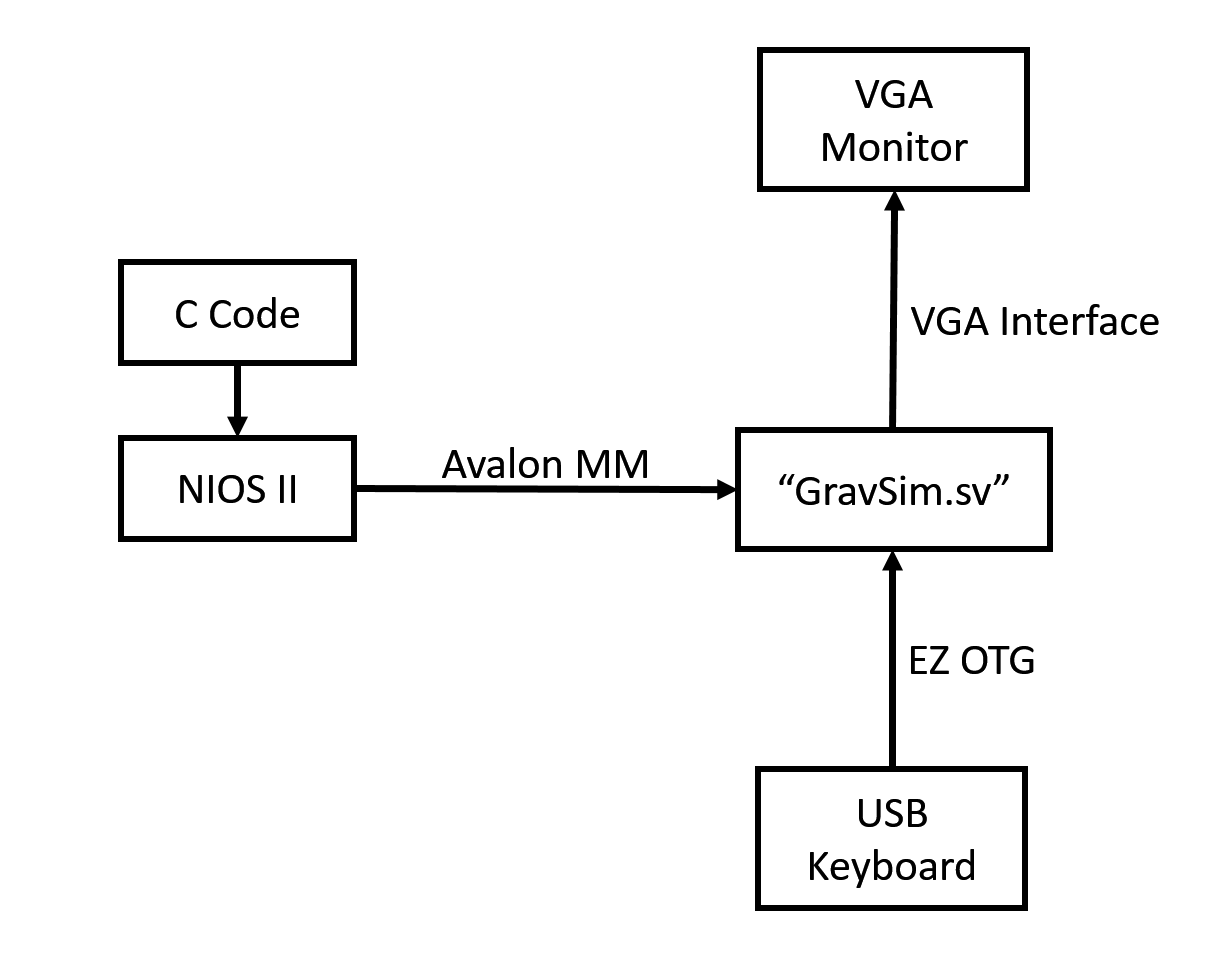 VGA
Monitor
C Code
VGA Interface
NIOS II
Avalon MM
“GravSim.sv”
EZ OTG
USB
Keyboard